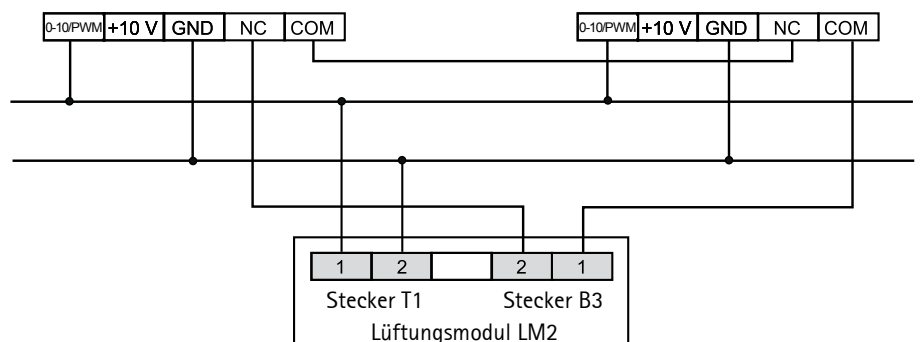 0-10/PWM +10 V GND NC COM 0-10/PWM +10 V GND NC COM
1 2 2 1
Stecker T1 Stecker B3
Lüftungsmodul LM2